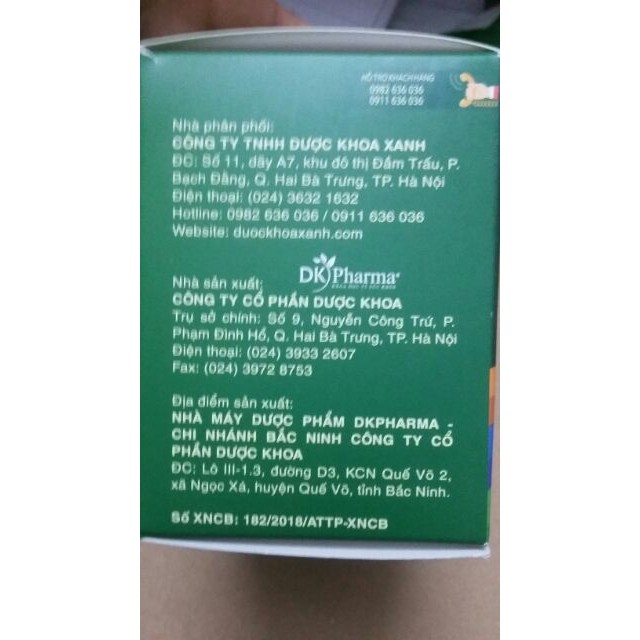 HỖ TRỢ KHÁCH HÀNG
0982 636 036
0911 636 036
Nhà phân phối:
CÔNG TY TNHH DƯỢC KHOA XANH
ĐC: Số 11, dãy A7, khu đô thị Đầm Trấu, P.
Bạch Đằng, Q. Hai Bà Trưng, TP. Hà Nội
Điện thoại: (024) 3632 1632
Hotline: 0982 636 036 / 0911 636 036
Website: duockhoaxanh.com
DK Pharma
Nhà sản xuất:
CÔNG TY CỔ PHẦN DƯỢC KHOA
Trụ sở chính: Số 9, Nguyễn Công Trứ, P.
Phạm Đình Hổ, Q. Hai Bà Trưng, TP. Hà Nội
Điện thoại: (024) 3933 2607
Fax: (024) 3972 8753
Địa điểm sản xuất:
NHÀ MÁY DƯỢC PHẨM DKPHARMA -
CHI NHÁNH BẮC NINH CÔNG TY CỔ
PHẦN DƯỢC KHOA
ĐC: Lô III-1.3, đường D3, KCN Quế Võ 2,
xã Ngọc Xá, huyện Quế Võ, tỉnh Bắc Ninh.
Số XNCB: 182/2018/ATTP-XNCB